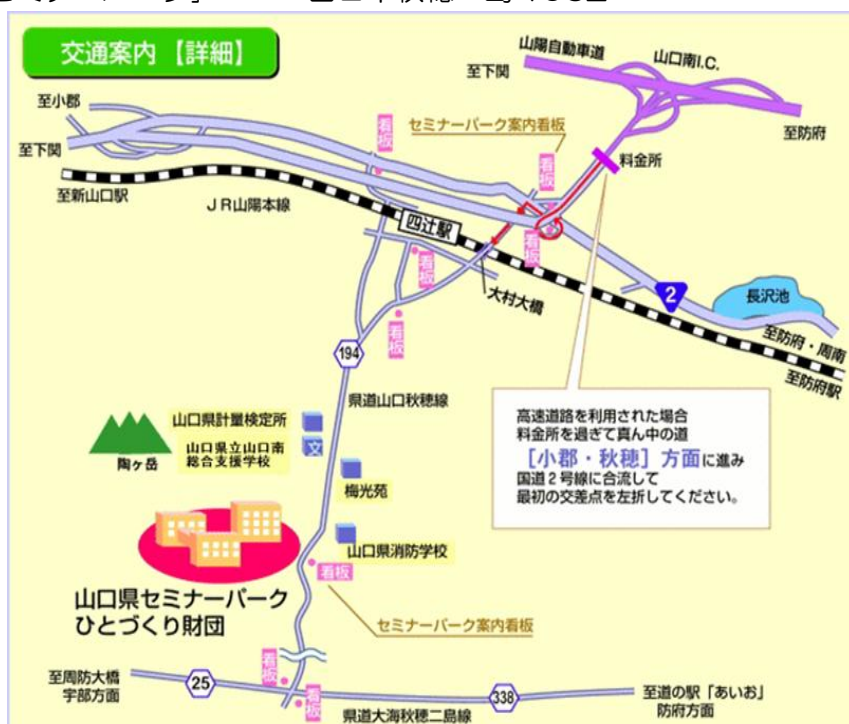 交通案内【詳細】
山陽自動車道
山口南I.C.
至下関
至防府
至小郡
至下関
看板
セミナーパーク案内看板
看板
料金所
至新山口駅
JR山陽本線
四辻駅
看板
看板
大村大橋
2
長沢池
至防府・周南
至防府駅
看板
194
県道山口秋穂線
高速道路を利用された場合
料金所を過ぎて真ん中の道
[小郡・秋穂]方面に進み
国道2号線に合流して
最初の交差点を左折してください。
山口県計量検定所
山口県立山口南
総合支援学校
文
陶ヶ岳
梅光苑
山口県消防学校
看板
山口県セミナーパーク
ひとづくり財団
セミナーパーク案内看板
至周防大橋
宇部方面
25
看板
看板
338
県道大海秋穂二島線
至道の駅「あいお」
防府方面